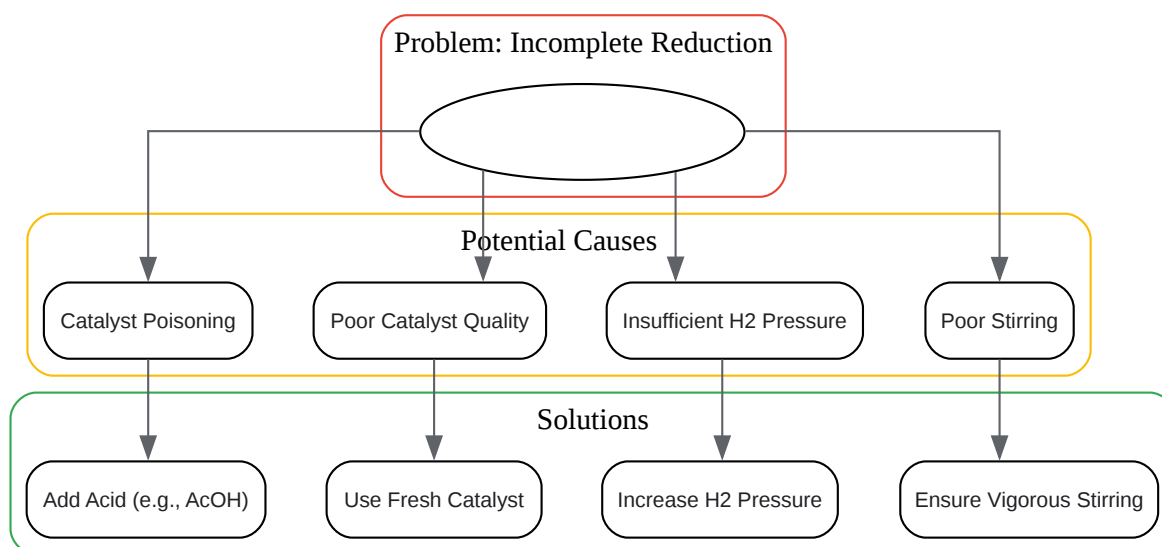 Problem: Incomplete Reduction
Potential Causes
Catalyst Poisoning
Poor Catalyst Quality
Insufficient H2 Pressure
Poor Stirring
Solutions
Add Acid (e.g., AcOH)
Use Fresh Catalyst
Increase H2 Pressure
Ensure Vigorous Stirring